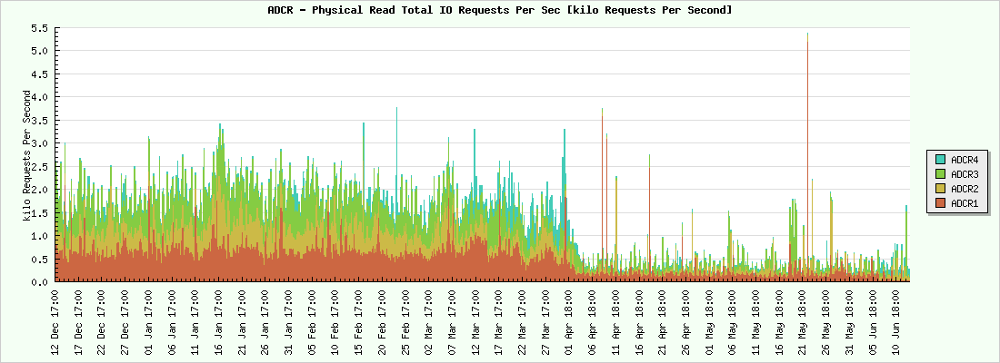 ADCR - Physical Read Total IO Requests Per Sec [kilo Requests Per Second]
kilo Requests Per Second
5.5
5.0
4.5
4.0
3.5
3.0
2.5
2.0
1.5
1.0
0.5
0.0
12 Dec 17:00
17 Dec 17:00
22 Dec 17:00
27 Dec 17:00
01 Jan 17:00
06 Jan 17:00
11 Jan 17:00
16 Jan 17:00
21 Jan 17:00
26 Jan 17:00
31 Jan 17:00
05 Feb 17:00
10 Feb 17:00
15 Feb 17:00
20 Feb 17:00
25 Feb 17:00
02 Mar 17:00
07 Mar 17:00
12 Mar 17:00
17 Mar 17:00
22 Mar 17:00
27 Mar 17:00
01 Apr 18:00
06 Apr 18:00
11 Apr 18:00
16 Apr 18:00
21 Apr 18:00
26 Apr 18:00
01 May 18:00
06 May 18:00
11 May 18:00
16 May 18:00
21 May 18:00
26 May 18:00
31 May 18:00
05 Jun 18:00
10 Jun 18:00
ADCR4
ADCR3
ADCR2
ADCR1